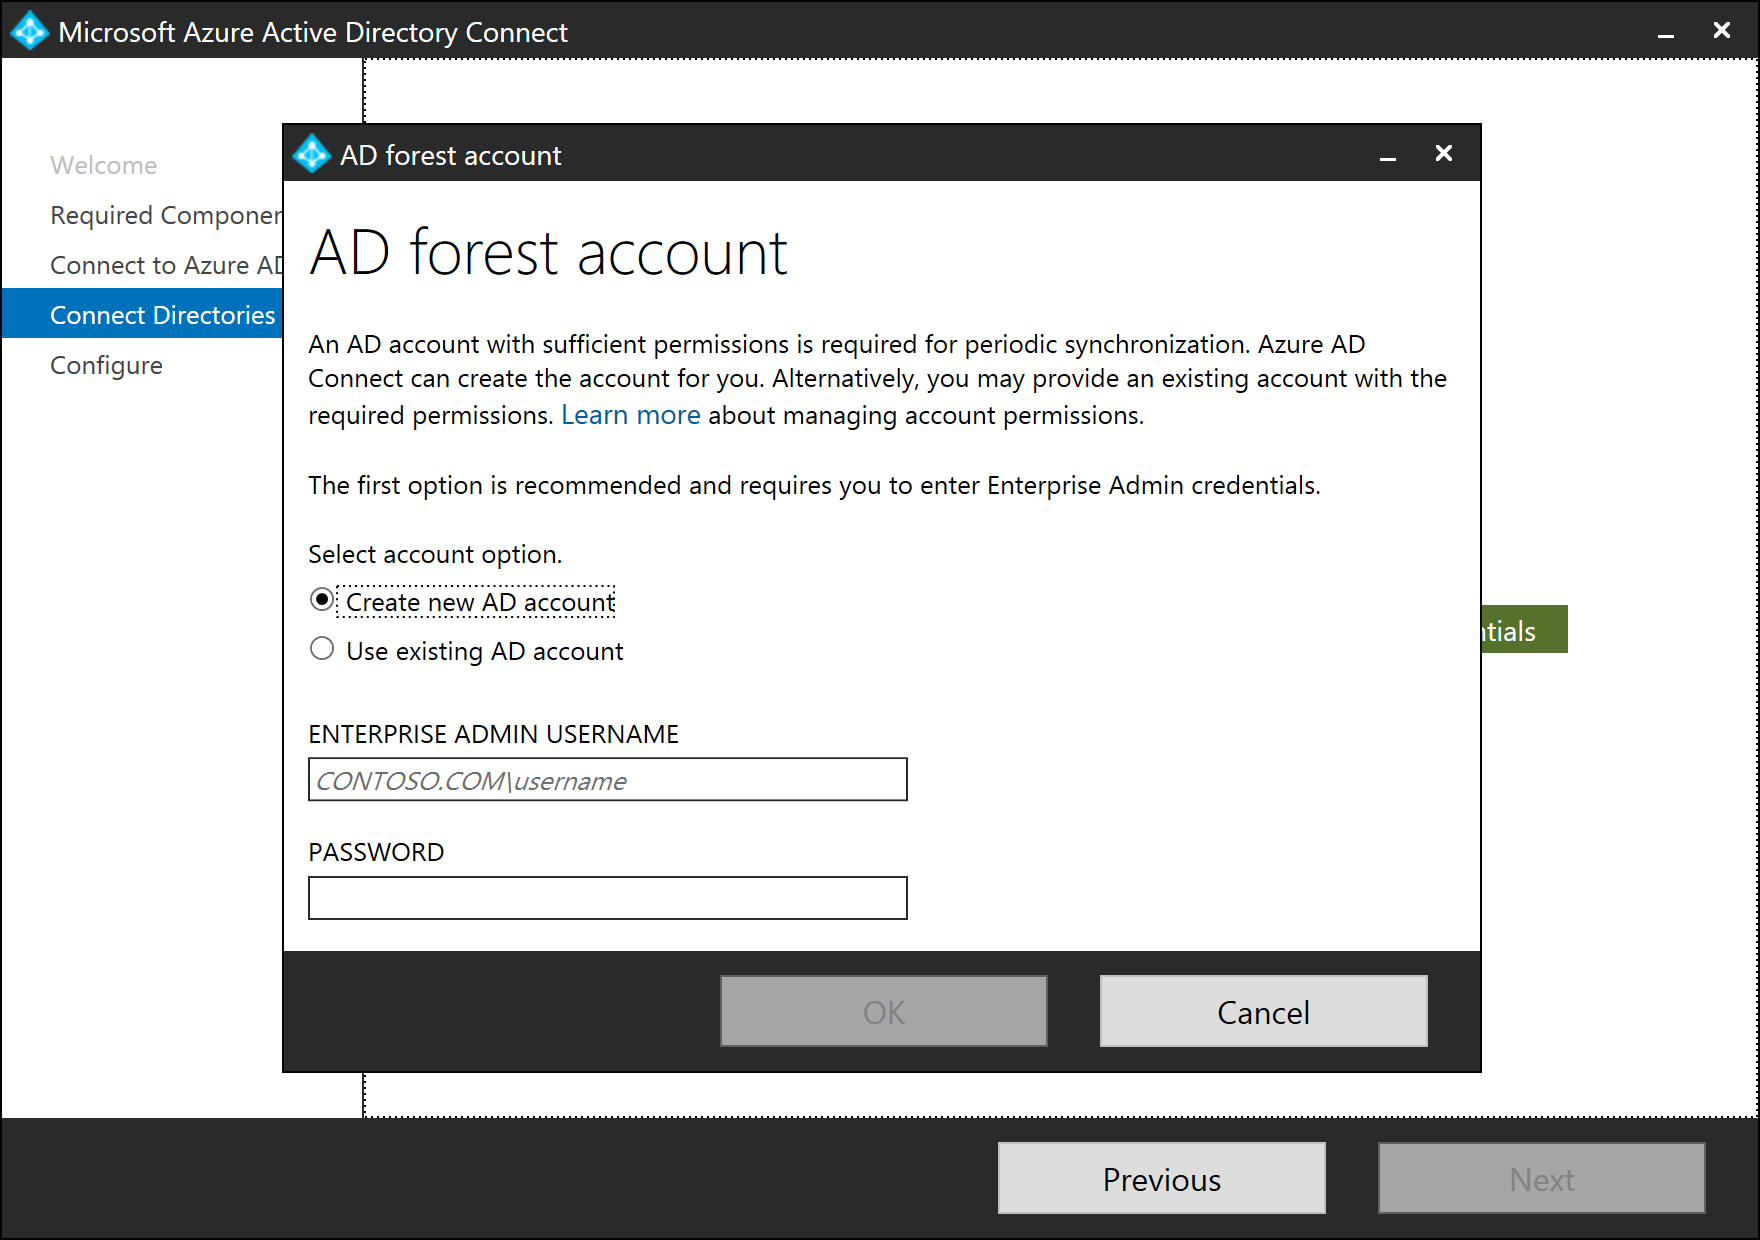 Microsoft Azure Active Directory Connect
Welcome
Required
Connect to Azure AD
Connect Directories
Configure
AD forest account
AD forest account
An AD account with sufficient permissions is required for periodic synchronization. Azure AD
Connect can create the account for you. Alternatively, you may provide an existing account with the
required permissions. Learn more about managing account permissions.
The first option is recommended and requires you to enter Enterprise Admin credentials.
Select account option.
Create new AD account
Use existing AD account
ENTERPRISE ADMIN USERNAME
CONTOSO.COM\username
PASSWORD
OK
Cancel
Previous
Next